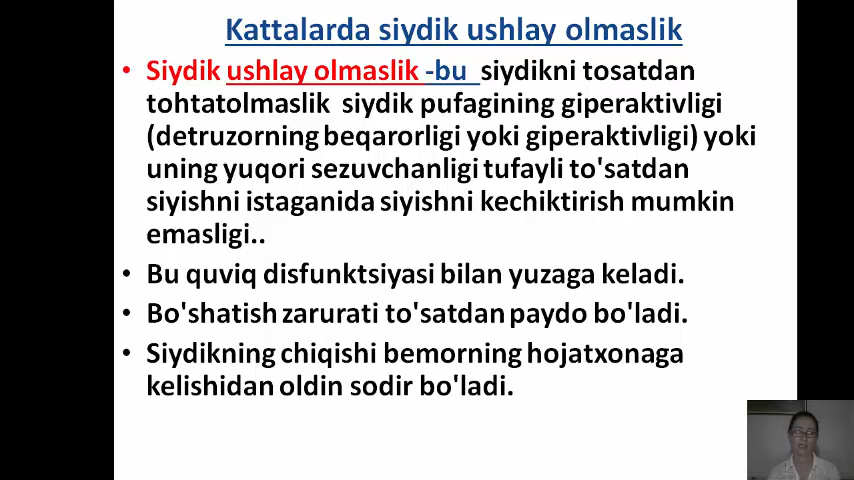 Kattalarda siydik ushlay olmaslik
• Siydik ushlay olmaslik -bu siydikni tosatdan
tohtatolmaslik siydik pufagining giperaktivligi
(detruzorning beqarorligi yoki giperaktivligi) yoki
uning yuqori sezuvchanligi tufayli to'satdan
siyishni istaganida siyishni kechiktirish mumkin
emasligi..
• Bu quviq disfunktsiyasi bilan yuzaga keladi.
• Bo'shatish zarurati to'satdan paydo bo'ladi.
• Siydikning chiqishi bemorning hojatxonaga
kelishidan oldin sodir bo'ladi.